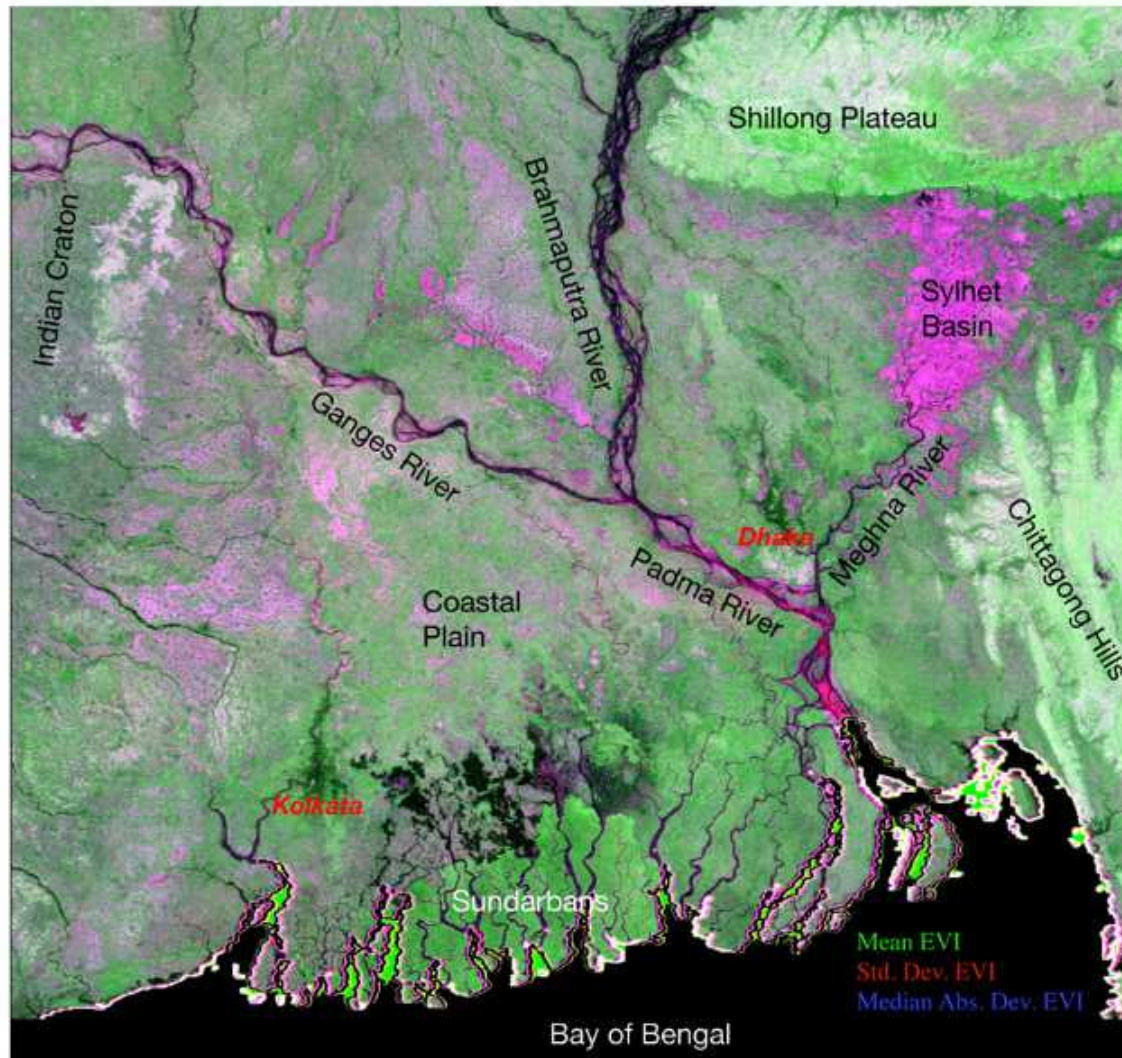 Shillong Plateau
Brahmaputra River
Indian Craton
Sylhet
Basin
Ganges River
Dhaka
Meghna River
Chittagong Hills
Padma River
Coastal
Plain
Kolkata
Sundarbans
Mean EVI
Std. Dev. EVI
Median Abs. Dev. EVI
Bay of Bengal